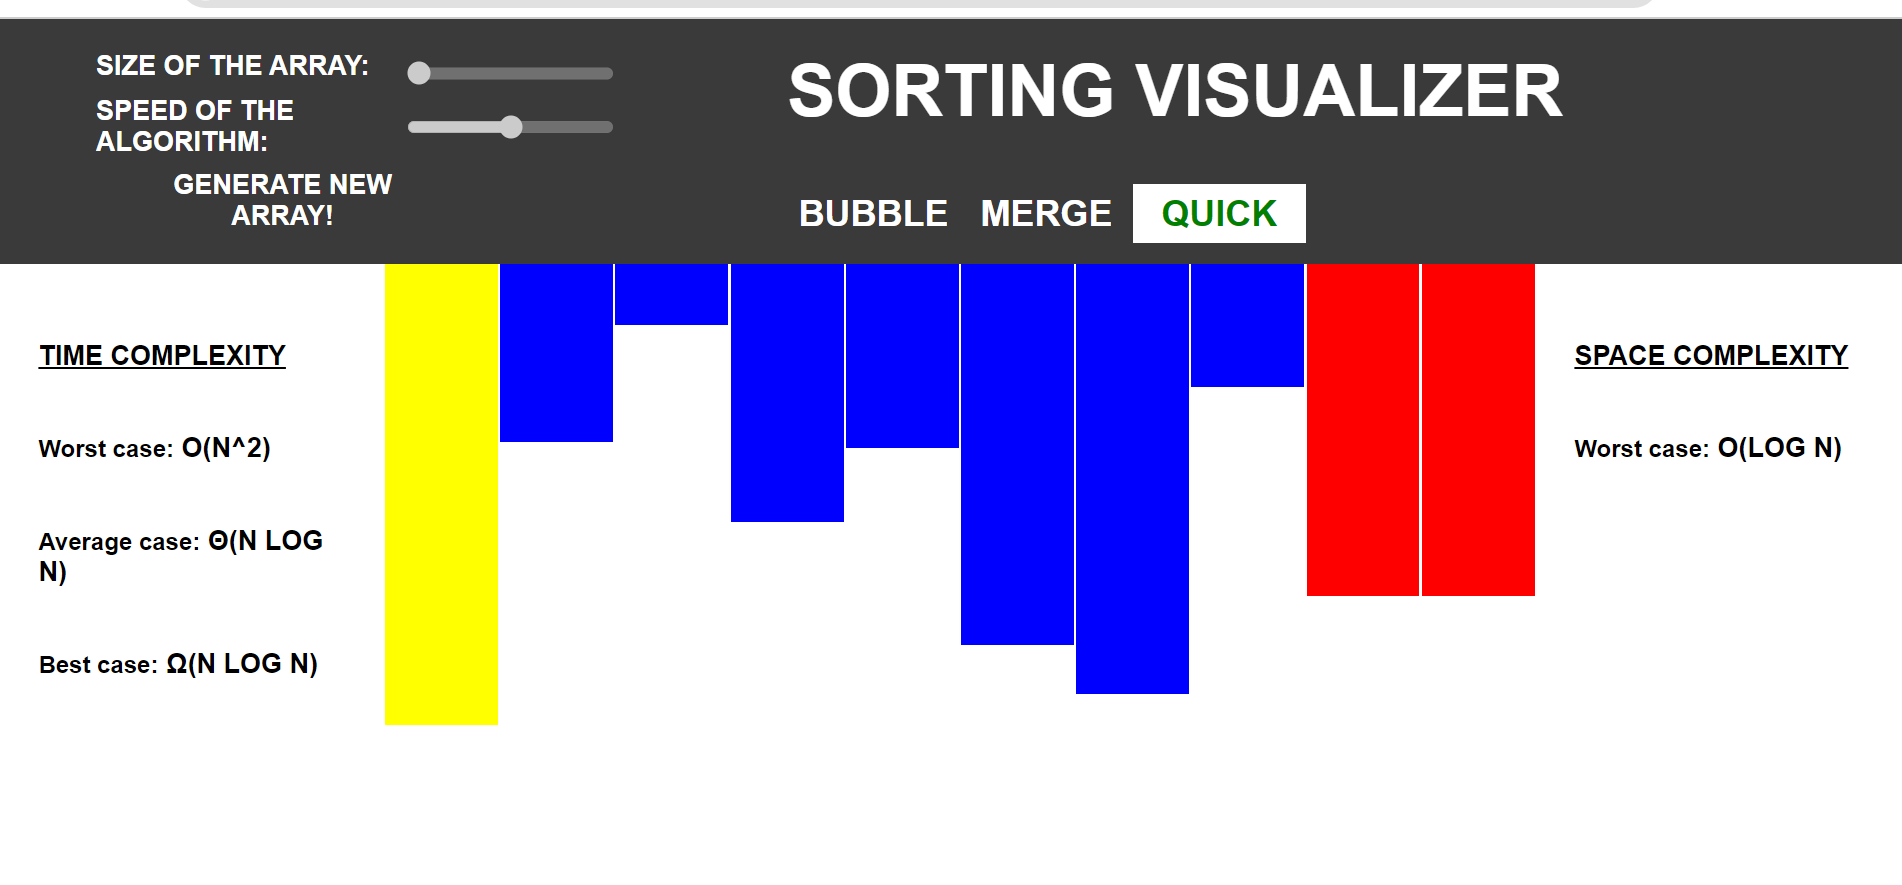 SIZE OF THE ARRAY:
SPEED OF THE
ALGORITHM:
GENERATE NEW
ARRAY!
SORTING VISUALIZER
BUBBLE MERGE QUICK
TIME COMPLEXITY
Worst case: O(N^2)
Average case: Θ(N LOG
N)
Best case: Ω(N LOG N)
SPACE COMPLEXITY
Worst case: O(LOG N)